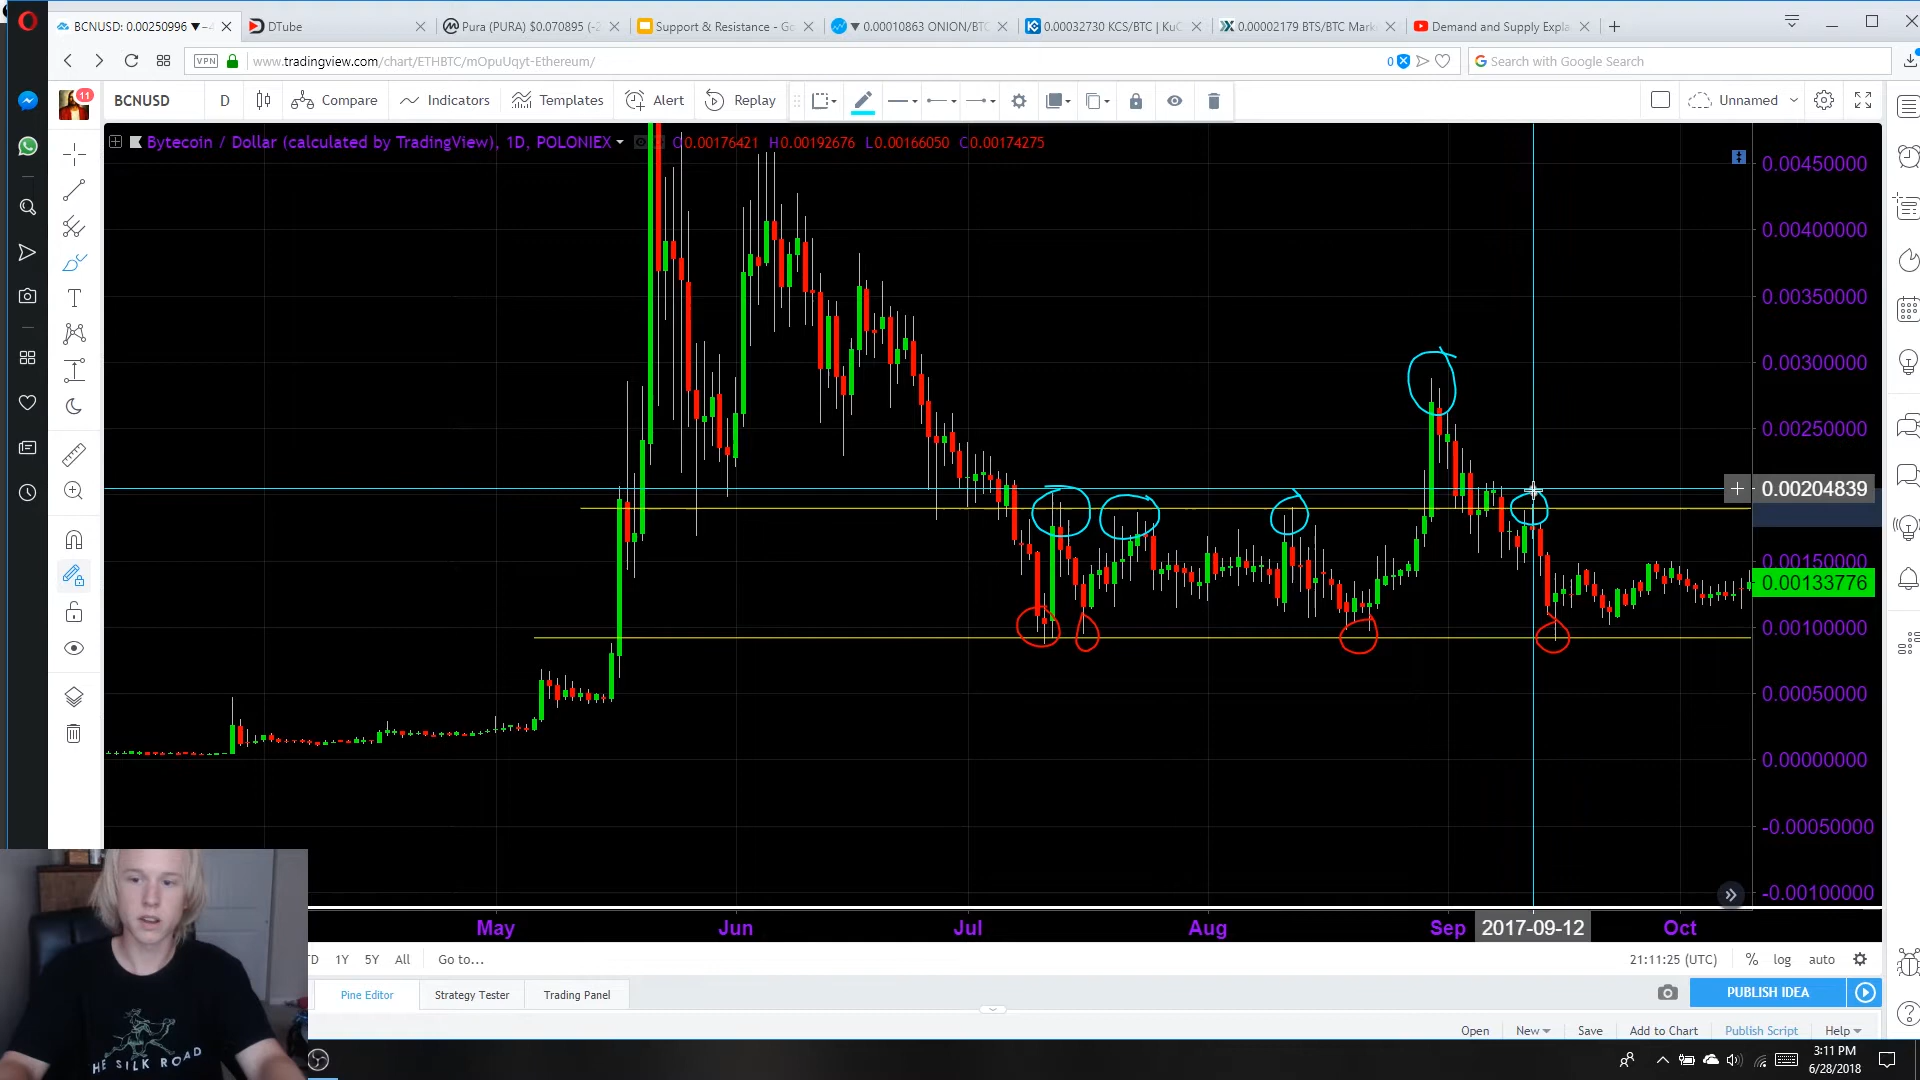 BCNUSD: 0.00250996 ▼ -4
DTube
Pura (PURA) $0.070895 (-2
Support & Resistance - Go
▼ 0.00010863 ONION/BTC
0.00032730 KCS/BTC | KuC
0.00002179 BTS/BTC Mark
Demand and Supply Expla
VPN
www.tradingview.com/chart/ETHBTC/mOpuUqyt-Ethereum/
0
Search with Google Search
11
BCNUSD
D
Compare
Indicators
Templates
Alert
Replay
Unnamed
Bytecoin / Dollar (calculated by TradingView), 1D, POLONIEX
O0.00176421 H0.00192676 L0.00166050 C0.00174275
0.00450000
0.00400000
0.00350000
0.00300000
0.00250000
0.00204839
0.00150000
0.00133776
0.00100000
0.00050000
0.00000000
-0.00050000
-0.00100000
May
Jun
Jul
Aug
Sep
2017-09-12
Oct
1Y
5Y
All
Go to...
21:11:25 (UTC)
%
log
auto
Pine Editor
Strategy Tester
Trading Panel
PUBLISH IDEA
Open
New
Save
Add to Chart
Publish Script
Help
HE SILK ROAD
3:11 PM
6/28/2018